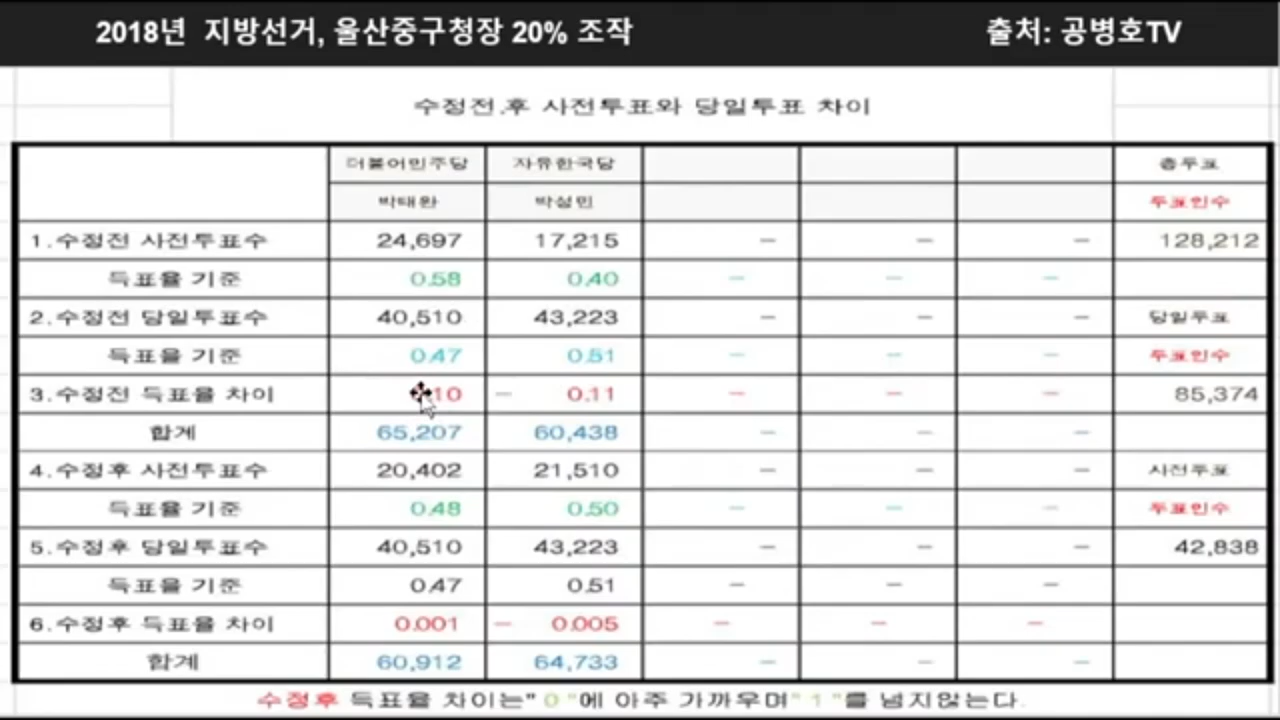 2018년 지방선거, 울산중구청장 20% 조작 출처: 공병호TV
수정전.후 사전투표와 당일투표 차이
더불어민주당 자유한국당 총투표
박태완 박성민 투표인수
1.수정전 사전투표수 24,697 17,215 - - - 128,212
득표율 기준 0.58 0.40 - - -
2.수정전 당일투표수 40,510 43,223 - - - 당일투표
득표율 기준 0.47 0.51 - - - 투표인수
3.수정전 득표율 차이 10 - 0.11 - - - 85,374
합계 65,207 60,438 - - -
4.수정후 사전투표수 20,402 21,510 - - - 사전투표
득표율 기준 0.48 0.50 - - - 투표인수
5.수정후 당일투표수 40,510 43,223 - - - 42,838
득표율 기준 0.47 0.51 - - -
6.수정후 득표율 차이 0.001 - 0.005 - - -
합계 60,912 64,733 - - -
수정후 득표율 차이는" 0 "에 아주 가까우며" 1 "를 넘지않는다.